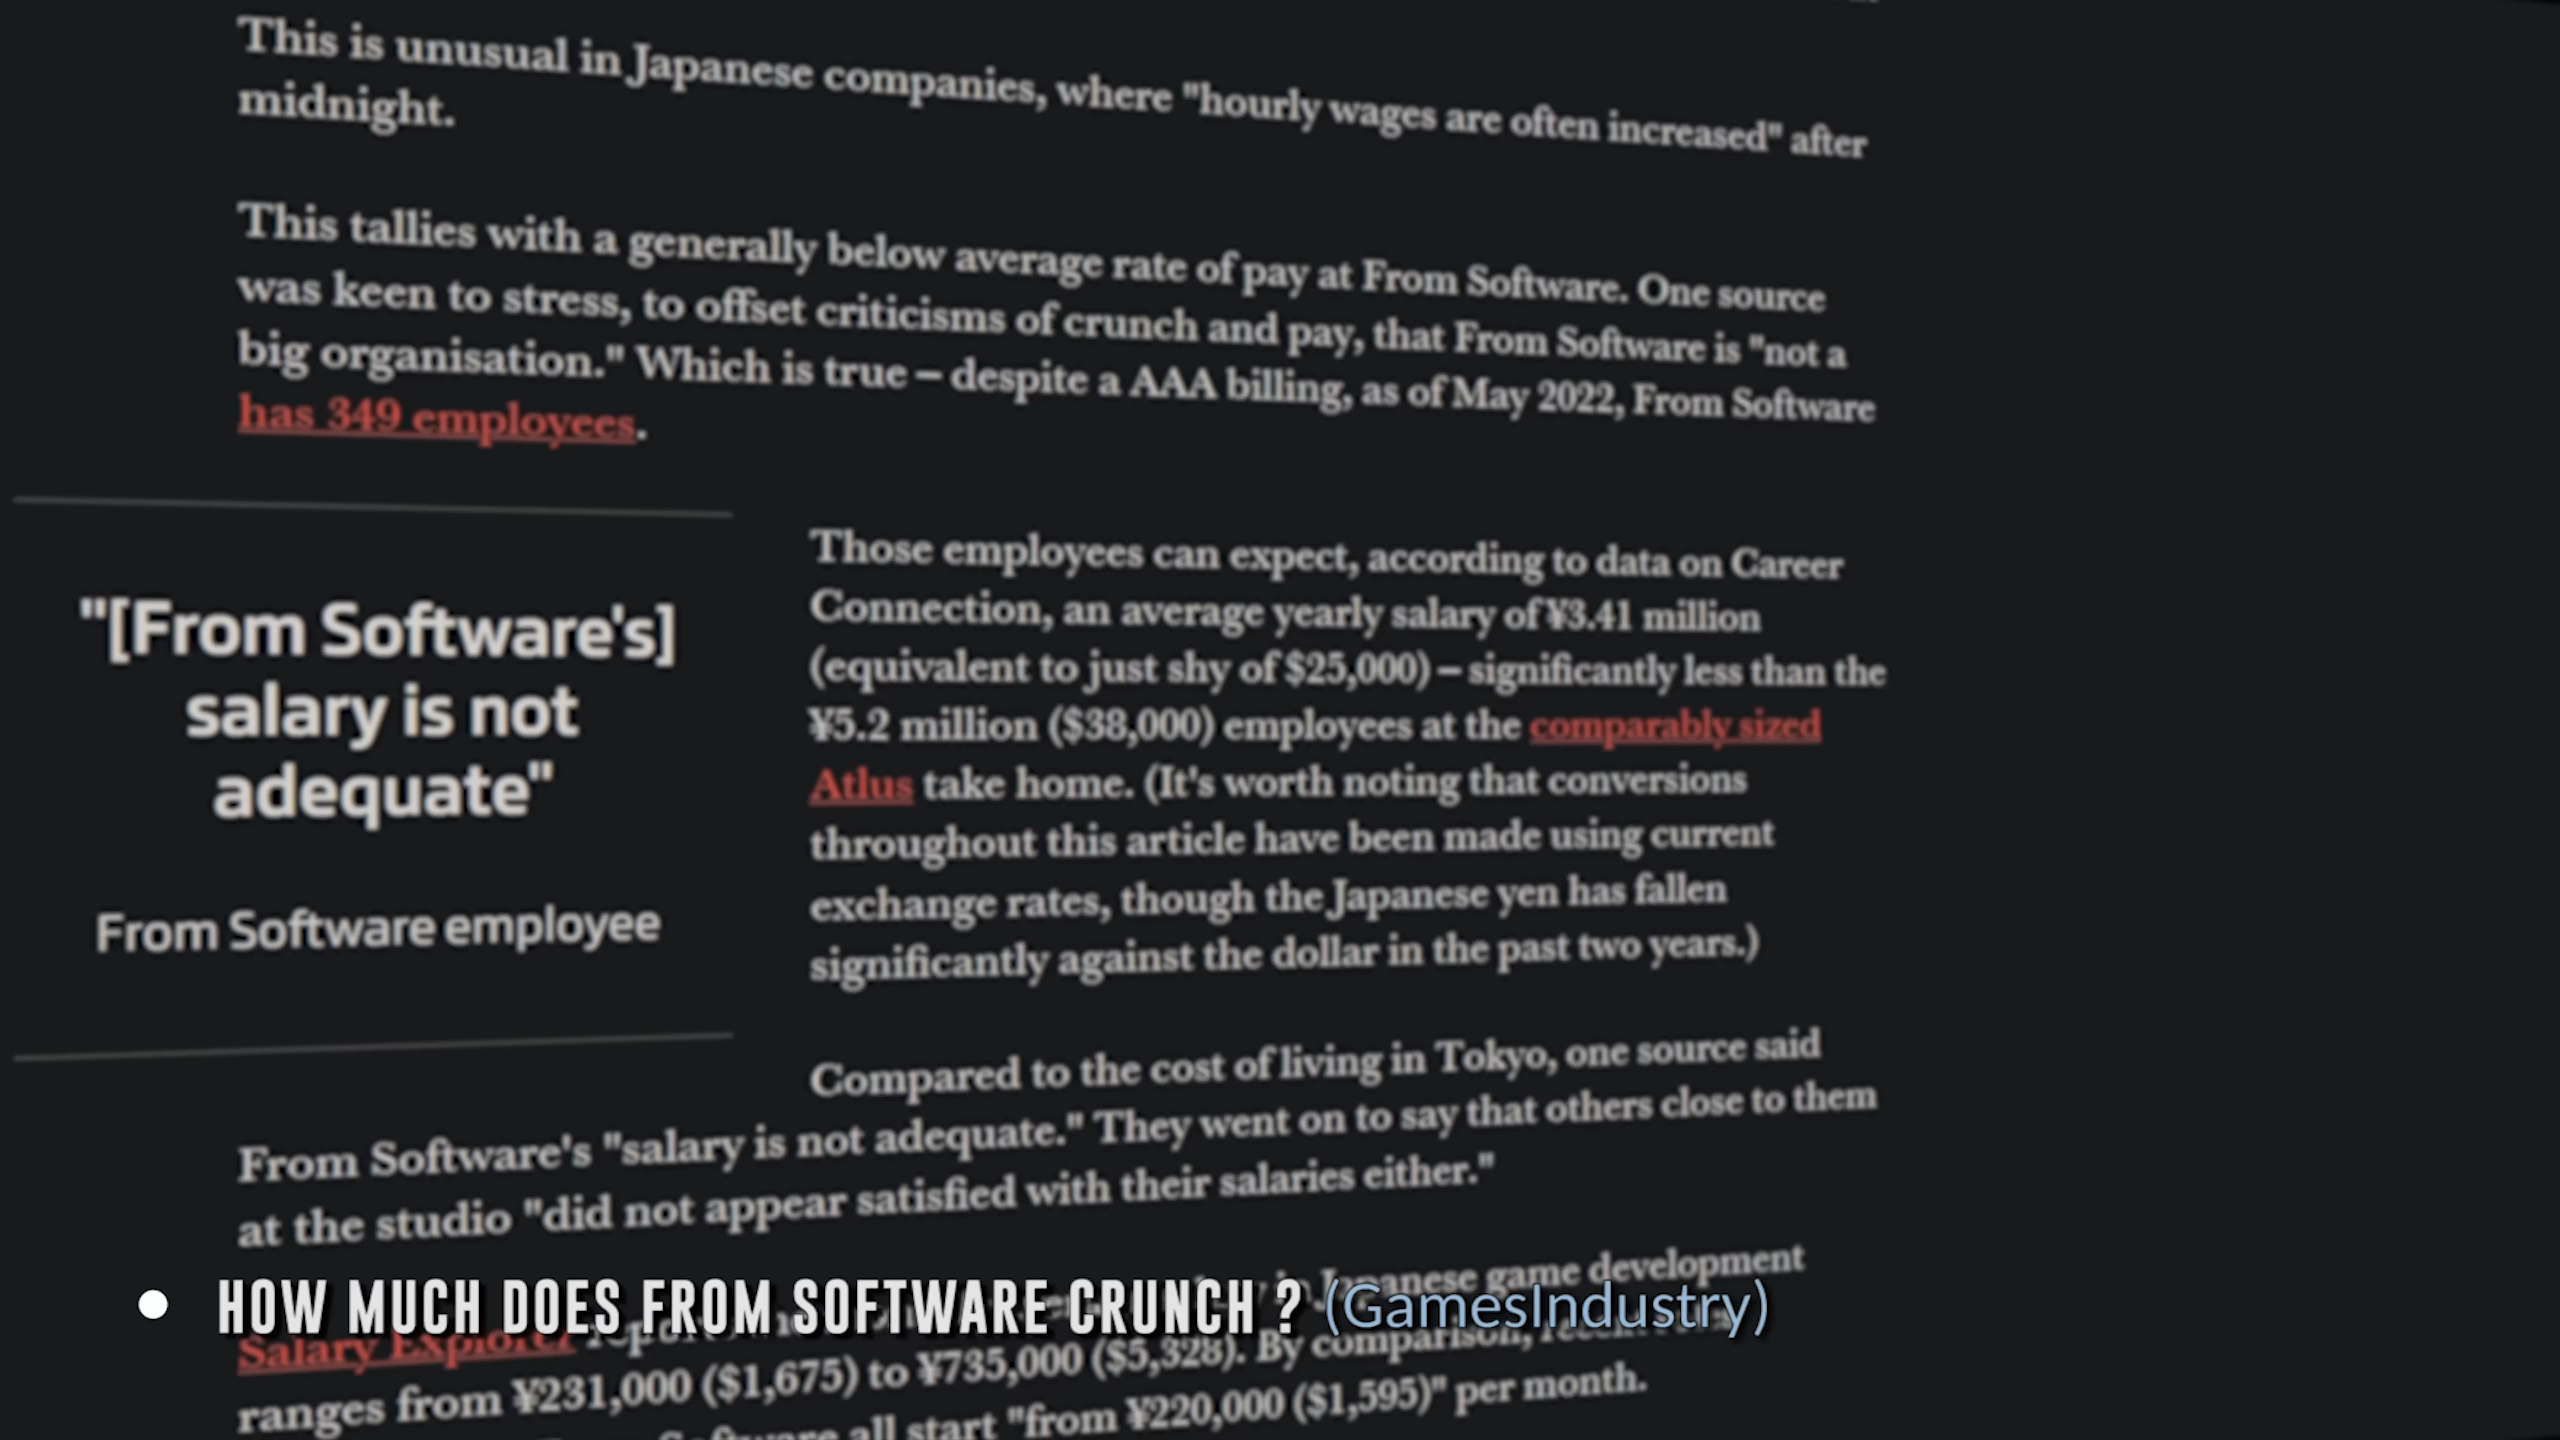 This is unusual in Japanese companies, where "hourly wages are often increased" after
midnight.
This tallies with a generally below average rate of pay at From Software. One source
was keen to stress, to offset criticisms of crunch and pay, that From Software is "not a
big organisation." Which is true – despite a AAA billing, as of May 2022, From Software
has 349 employees.
"[From Software's]
salary is not
adequate"
From Software employee
Those employees can expect, according to data on Career
Connection, an average yearly salary of ¥3.41 million
(equivalent to just shy of $25,000) – significantly less than the
¥5.2 million ($38,000) employees at the comparably sized
Atlus take home. (It's worth noting that conversions
throughout this article have been made using current
exchange rates, though the Japanese yen has fallen
significantly against the dollar in the past two years.)
Compared to the cost of living in Tokyo, one source said
From Software's "salary is not adequate." They went on to say that others close to them
at the studio "did not appear satisfied with their salaries either."
in Japanese game development
• HOW MUCH DOES FROM SOFTWARE CRUNCH ? (GamesIndustry)
Salary Explorer
ranges from ¥231,000 ($1,675) to ¥735,000 ($5,328). By comparison,
Software all start "from ¥220,000 ($1,595)" per month.